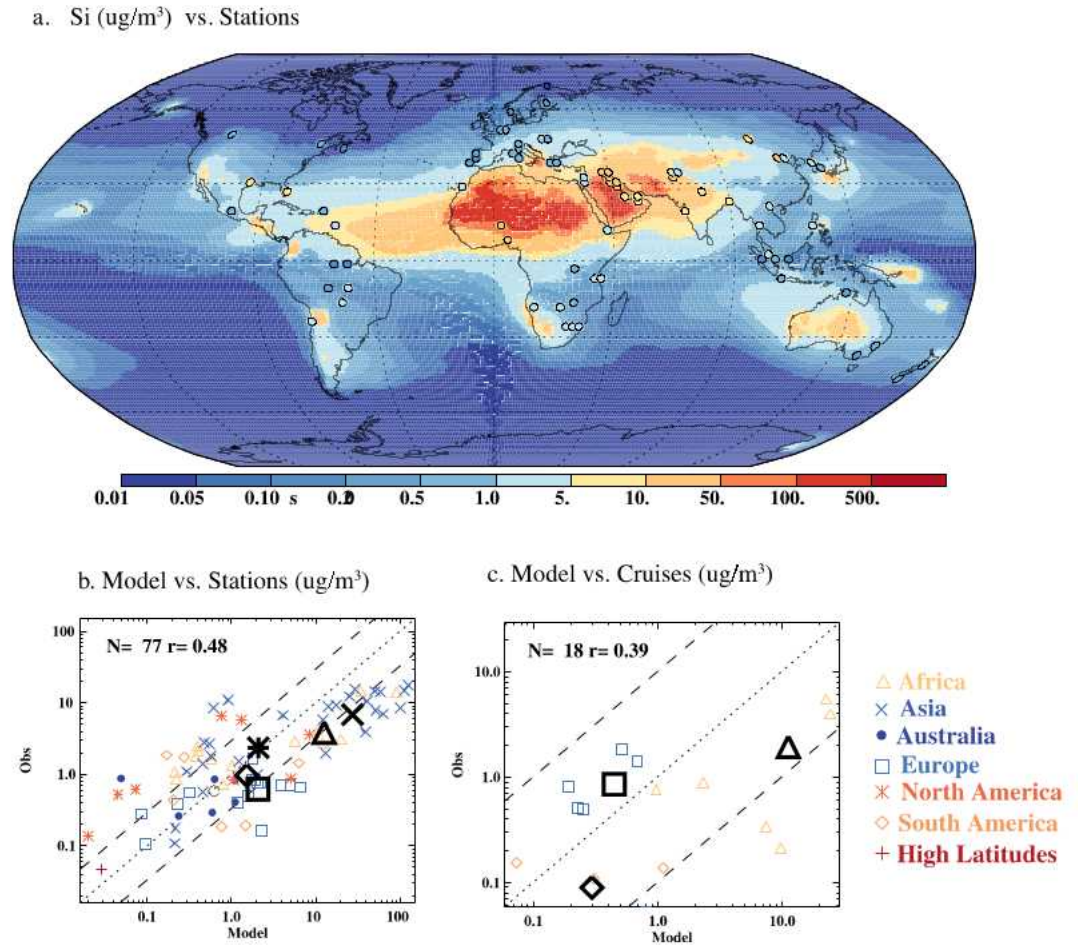 a. Si (ug/m³) vs. Stations
0.01 0.05 0.10 s 0.20 0.5 1.0 5. 10. 50. 100. 500.
b. Model vs. Stations (ug/m³)
c. Model vs. Cruises (ug/m³)
N= 77 r= 0.48
100
10
1.0
0.1
Obs
0.1 1.0 10 100
Model
N= 18 r= 0.39
10.0
1.0
0.1
Obs
0.1 1.0 10.0
Model
Africa
Asia
Australia
Europe
North America
South America
High Latitudes